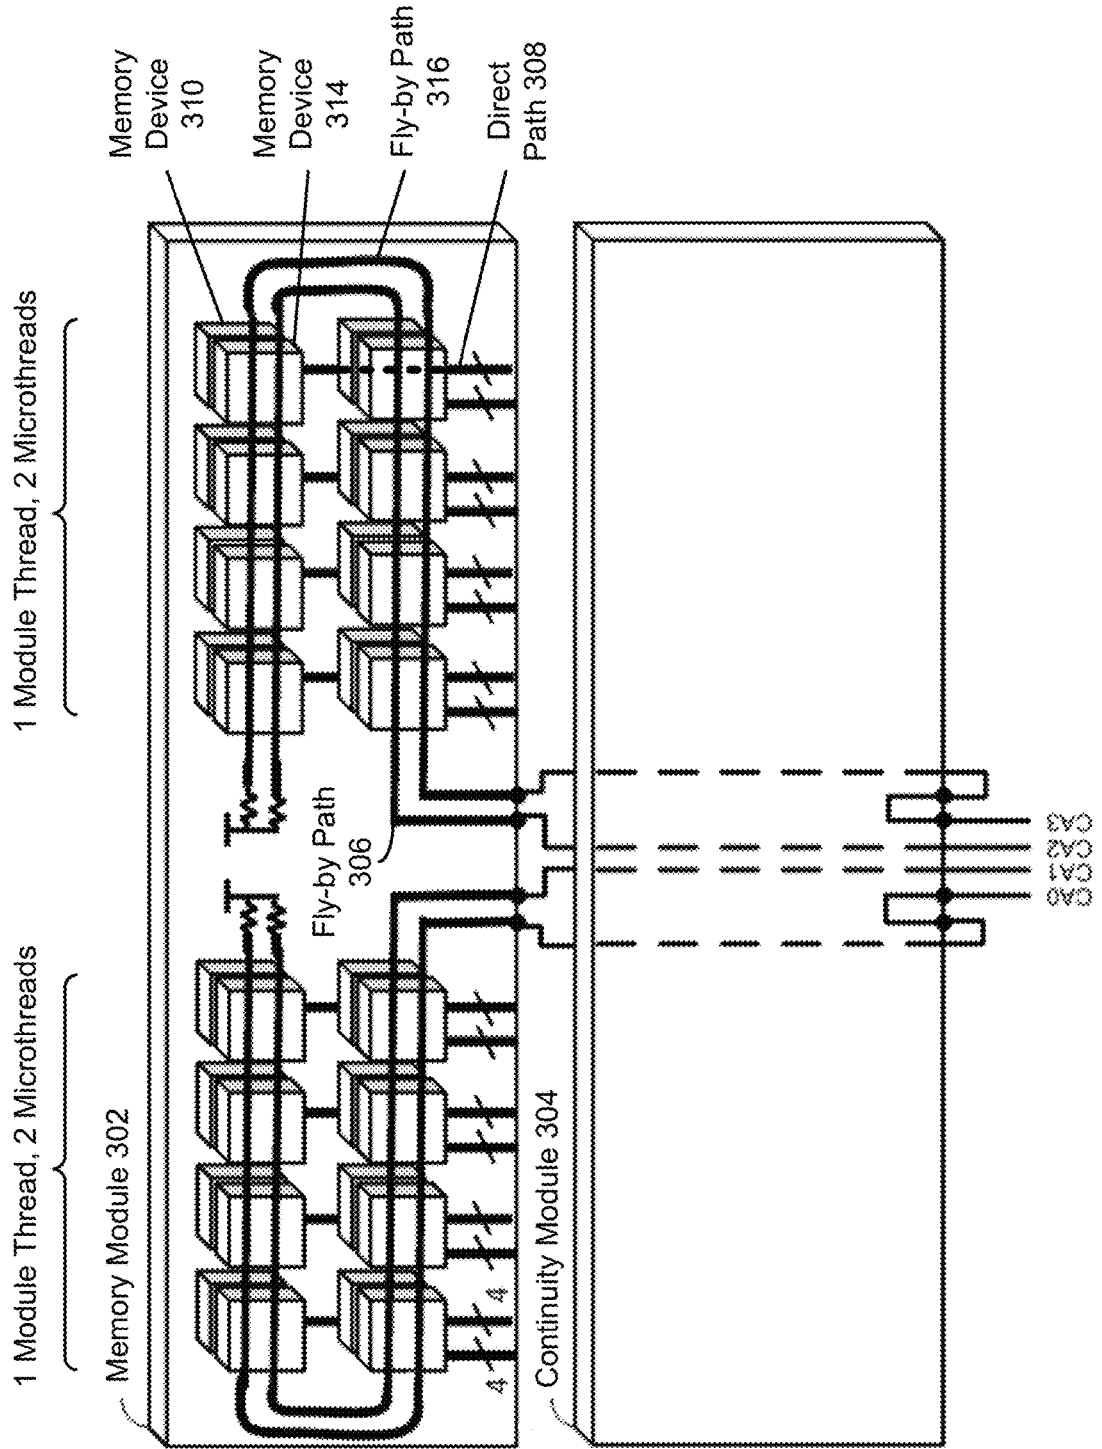 1 Module Thread, 2 Microthreads
1 Module Thread, 2 Microthreads
Memory Module 302
Memory
Device
310
Memory
Device
314
Fly-by Path
316
Direct
Path 308
Fly-by Path
306
4
4
Continuity Module 304
CA0
CA1
CA2
CA3